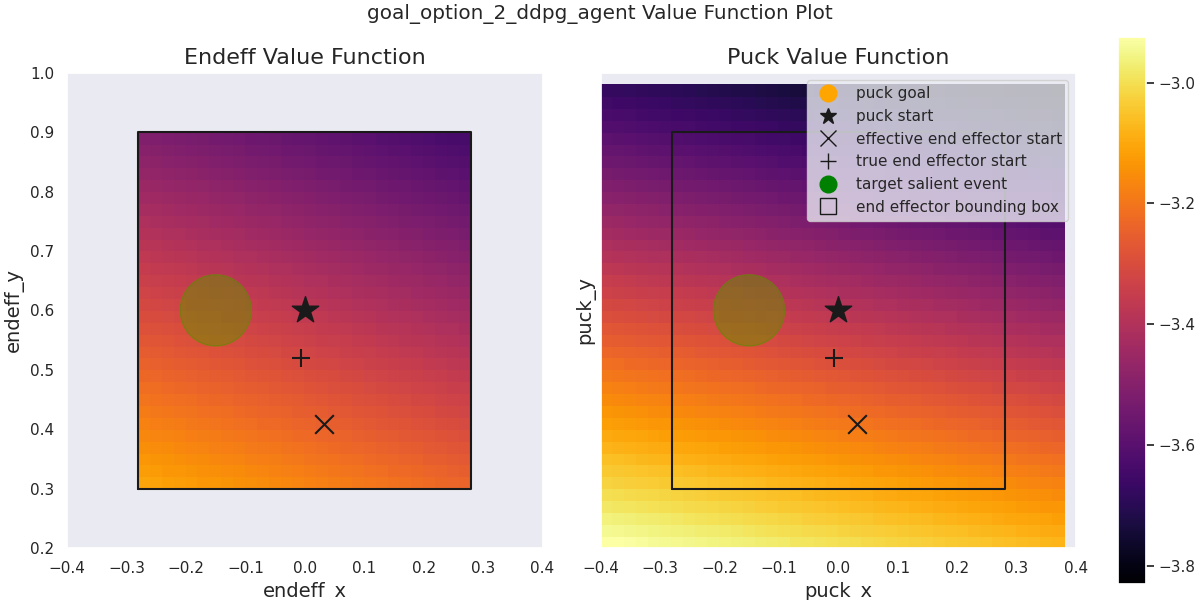 goal_option_2_ddpg_agent Value Function Plot
Endeff Value Function
Puck Value Function
1.0
0.9
0.8
0.7
0.6
0.5
0.4
0.3
0.2
endeff_y
−0.4 −0.3 −0.2 −0.1 0.0 0.1 0.2 0.3 0.4
endeff_x
puck_y
puck goal
puck start
effective end effector start
true end effector start
target salient event
end effector bounding box
−0.4 −0.3 −0.2 −0.1 0.0 0.1 0.2 0.3 0.4
puck_x
−3.0
−3.2
−3.4
−3.6
−3.8